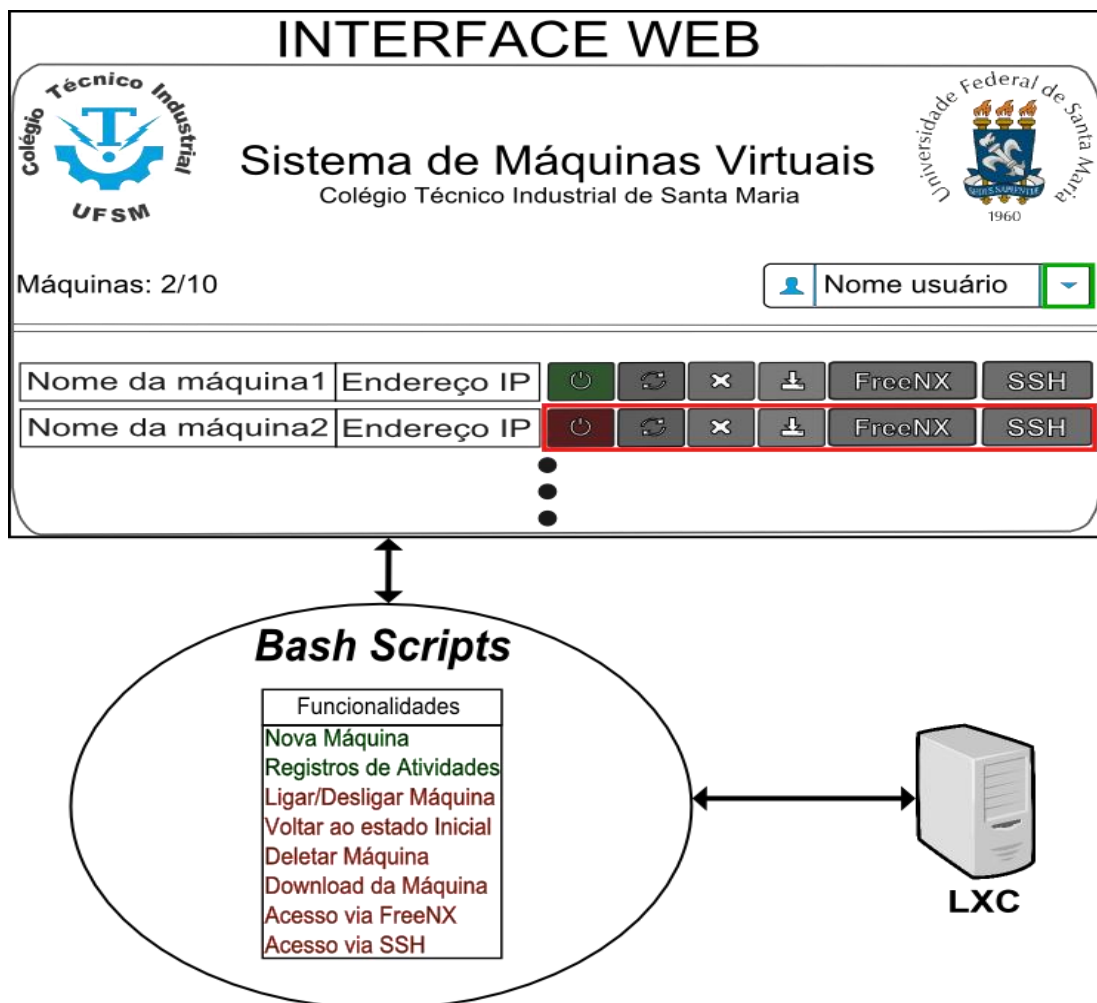 INTERFACE WEB
Colégio Técnico Industrial
UFSM
Sistema de Máquinas Virtuais
Colégio Técnico Industrial de Santa Maria
Universidade Federal de Santa Maria
SEDES SAPIENTIAE
1960
Máquinas: 2/10
Nome usuário
Nome da máquina1 Endereço IP FreeNX SSH
Nome da máquina2 Endereço IP FreeNX SSH
Bash Scripts
Funcionalidades
Nova Máquina
Registros de Atividades
Ligar/Desligar Máquina
Voltar ao estado Inicial
Deletar Máquina
Download da Máquina
Acesso via FreeNX
Acesso via SSH
LXC